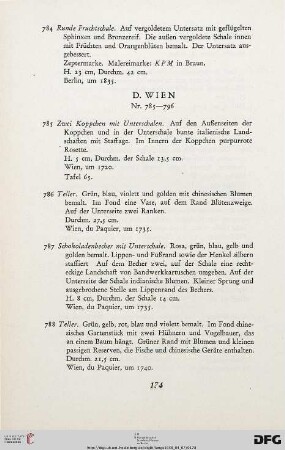 784 Runde Fruchtschale. Auf vergoldetem Untersatz mit geflügelten
Sphinxen und Bronzereif. Die außen vergoldete Schale innen
mit Früchten und Orangenblüten bemalt. Der Untersatz aus-
gebessert.
Zeptermarke. Malereimarke: KPM in Braun.
H. 23 cm, Durchm. 42 cm.
Berlin, um 1835.
D. WIEN
Nr. 785—796
785 Zwei Koppchen mit Unterschalen. Auf den Außenseiten der
Koppchen und in der Unterschale bunte italienische Land-
schaften mit Staffage. Im Innern der Koppchen purpurrote
Rosette.
H. 5 cm, Durchm. der Schale 13,5 cm.
Wien, um 1720.
Tafel 65.
786 Teller. Grün, blau, violett und golden mit chinesischen Blumen
bemalt. Im Fond eine Vase, auf dem Rand Blütenzweige.
Auf der Unterseite zwei Ranken.
Durchm. 27,5 cm.
Wien, du Paquier, um 1735.
787 Schokoladenbecher mit Unterschale. Rosa, grün, blau, gelb und
golden bemalt. Lippen- und Fußrand sowie der Henkel silbern
staffiert. Auf dem Becher zwei, auf der Schale eine recht-
eckige Landschaft von Bandwerkkartuschen umgeben. Auf der
Unterseite der Schale indianische Blumen. Kleiner Sprung und
ausgebrochene Stelle am Lippenrand des Bechers.
H. 8 cm, Durchm. der Schale 14 cm.
Wien, du Paquier, um 1735.
788 Teller. Grün, gelb, rot, blau und violett bemalt. Im Fond chine-
sisches Gartenstück mit zwei Hühnern und Vogelbauer, das
an einem Baum hängt. Grüner Rand mit Blumen und kleinen
passigen Reserven, die Fische und chinesische Geräte enthalten.
Durchm. 21,5 cm.
Wien, du Paquier, um 1740.
174
DFG